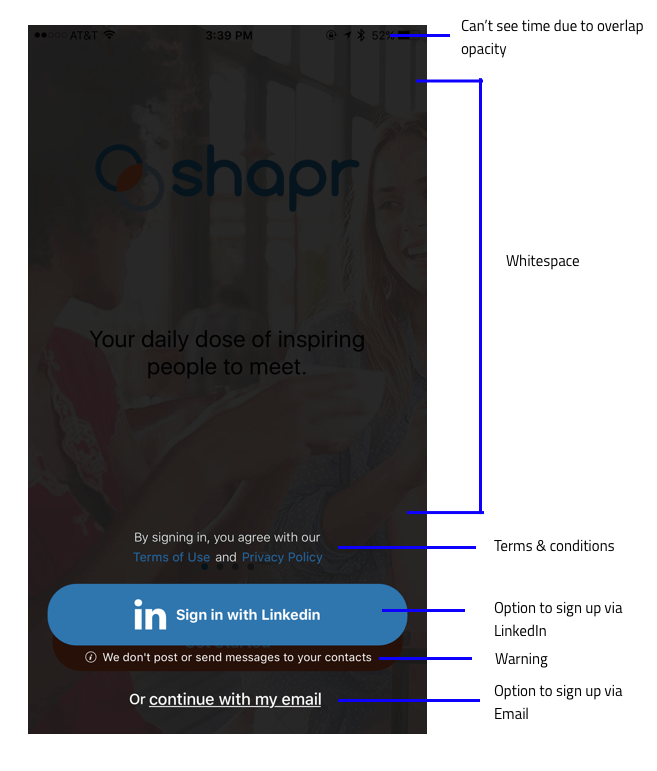 AT&T 3:39 PM 52%
Can't see time due to overlap
opacity
shapr
Whitespace
Your daily dose of inspiring
people to meet.
By signing in, you agree with our
Terms of Use and Privacy Policy
Terms & conditions
in Sign in with Linkedin
Option to sign up via
LinkedIn
Get started
We don't post or send messages to your contacts
Warning
Or continue with my email
Option to sign up via
Email